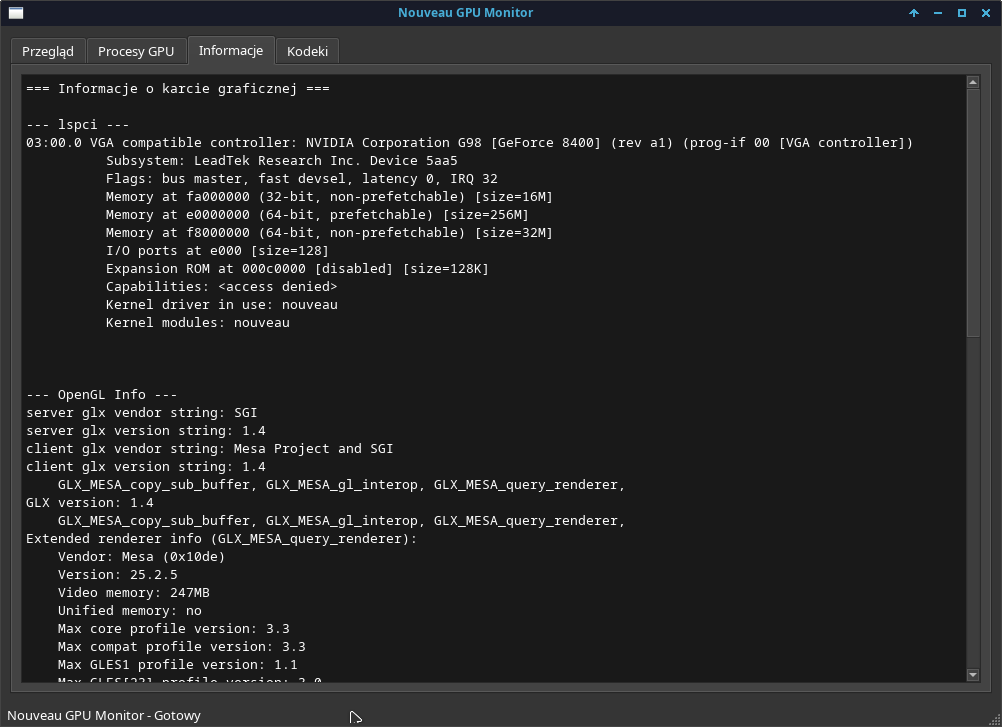 Nouveau GPU Monitor
Przegląd Procesy GPU Informacje Kodeki
=== Informacje o karcie graficznej ===
--- lspci ---
03:00.0 VGA compatible controller: NVIDIA Corporation G98 [GeForce 8400] (rev a1) (prog-if 00 [VGA controller])
Subsystem: LeadTek Research Inc. Device 5aa5
Flags: bus master, fast devsel, latency 0, IRQ 32
Memory at fa000000 (32-bit, non-prefetchable) [size=16M]
Memory at e0000000 (64-bit, prefetchable) [size=256M]
Memory at f8000000 (64-bit, non-prefetchable) [size=32M]
I/O ports at e000 [size=128]
Expansion ROM at 000c0000 [disabled] [size=128K]
Capabilities: <access denied>
Kernel driver in use: nouveau
Kernel modules: nouveau
--- OpenGL Info ---
server glx vendor string: SGI
server glx version string: 1.4
client glx vendor string: Mesa Project and SGI
client glx version string: 1.4
GLX_MESA_copy_sub_buffer, GLX_MESA_gl_interop, GLX_MESA_query_renderer,
GLX version: 1.4
GLX_MESA_copy_sub_buffer, GLX_MESA_gl_interop, GLX_MESA_query_renderer,
Extended renderer info (GLX_MESA_query_renderer):
Vendor: Mesa (0x10de)
Version: 25.2.5
Video memory: 247MB
Unified memory: no
Max core profile version: 3.3
Max compat profile version: 3.3
Max GLES1 profile version: 1.1
Max GLES[23] profile version: 3.0
Nouveau GPU Monitor - Gotowy